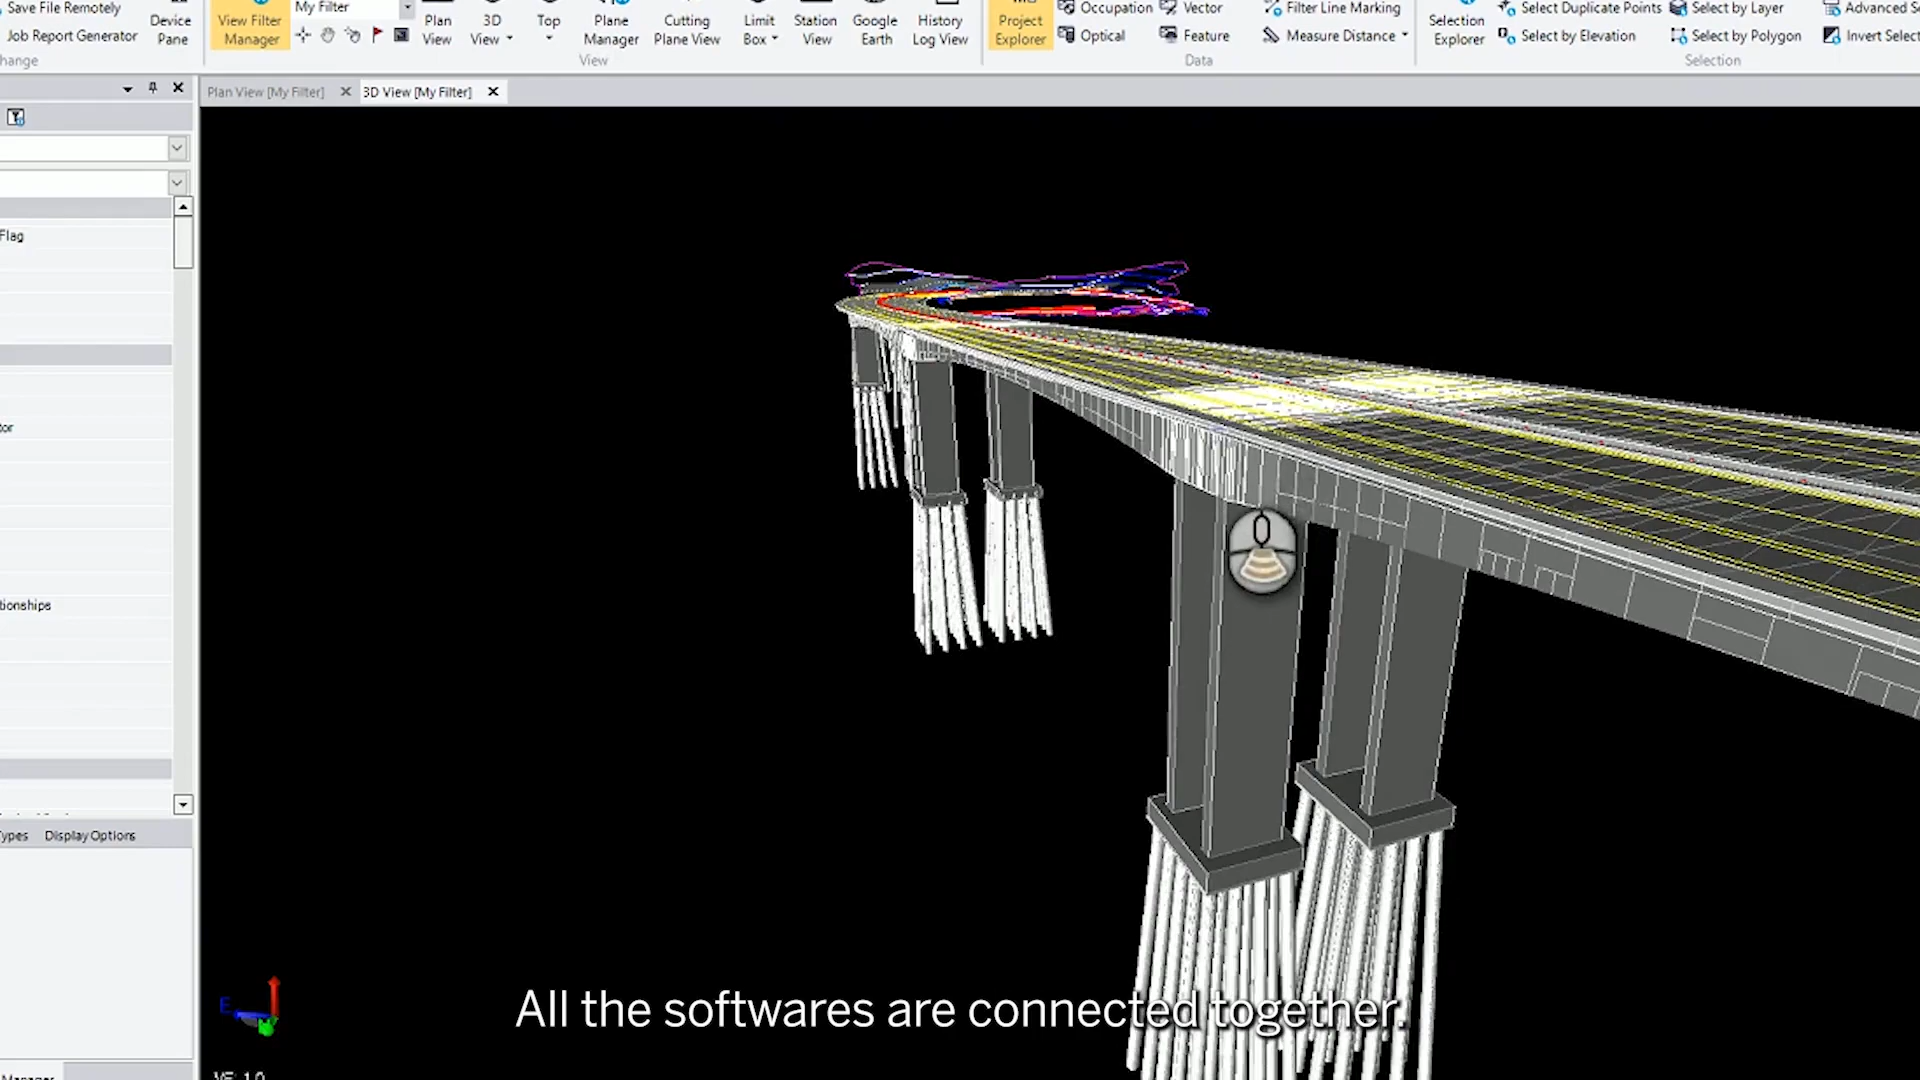 Save File Remotely
Job Report Generator
Device
Pane
hange
View Filter
Manager
My Filter
Plan
View
3D
View
Top
Plane
Manager
Cutting
Plane View
Limit
Box
Station
View
Google
Earth
History
Log View
View
Project
Explorer
Occupation
Vector
Optical
Feature
Filter Line Marking
Measure Distance
Data
Selection
Explorer
Select Duplicate Points
Select by Layer
Select by Elevation
Select by Polygon
Invert Select
Selection
Plan View [My Filter]
3D View [My Filter]
Flag
tor
tionships
Types
Display Options
E
All the softwares are connected together.